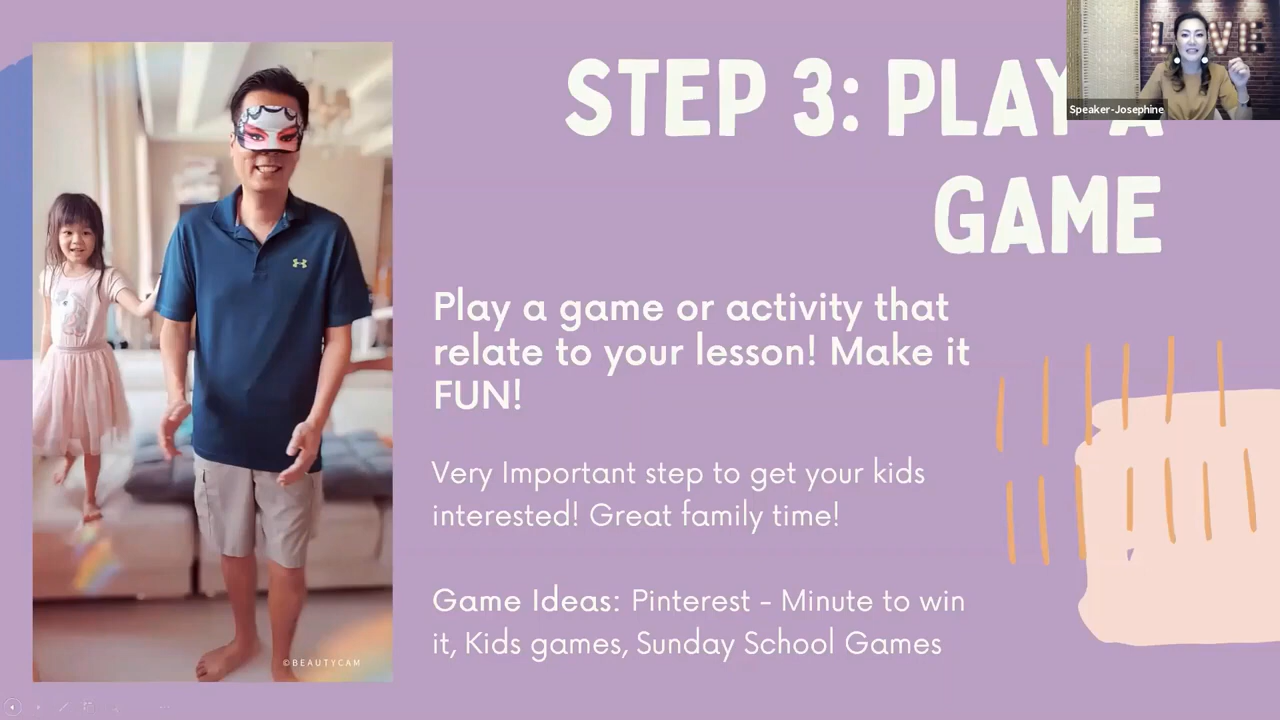 STEP 3: PLAY A
GAME
LOVE
Speaker-Josephine
Play a game or activity that
relate to your lesson! Make it
FUN!
Very Important step to get your kids
interested! Great family time!
Game Ideas: Pinterest - Minute to win
it, Kids games, Sunday School Games
©BEAUTYCAM